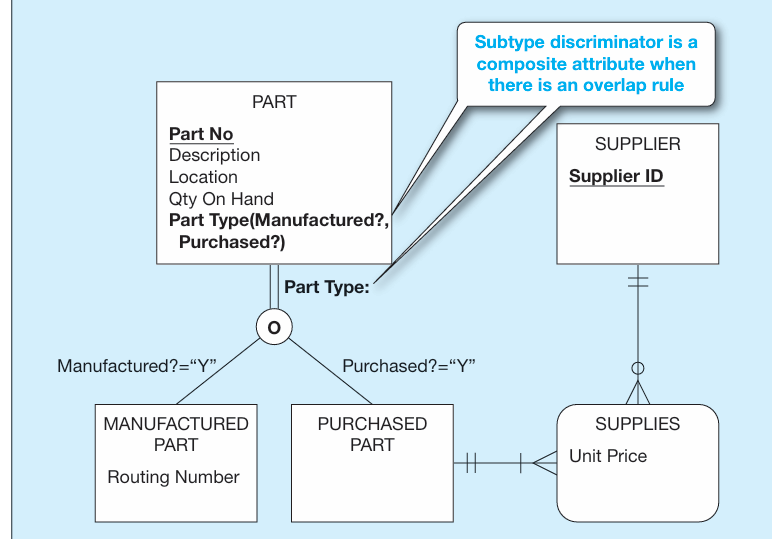 Subtype discriminator is a
composite attribute when
there is an overlap rule
PART
Part No
Description
Location
Qty On Hand
Part Type(Manufactured?,
Purchased?)
SUPPLIER
Supplier ID
Part Type:
O
Manufactured?=“Y”
Purchased?=“Y”
MANUFACTURED
PART
Routing Number
PURCHASED
PART
SUPPLIES
Unit Price